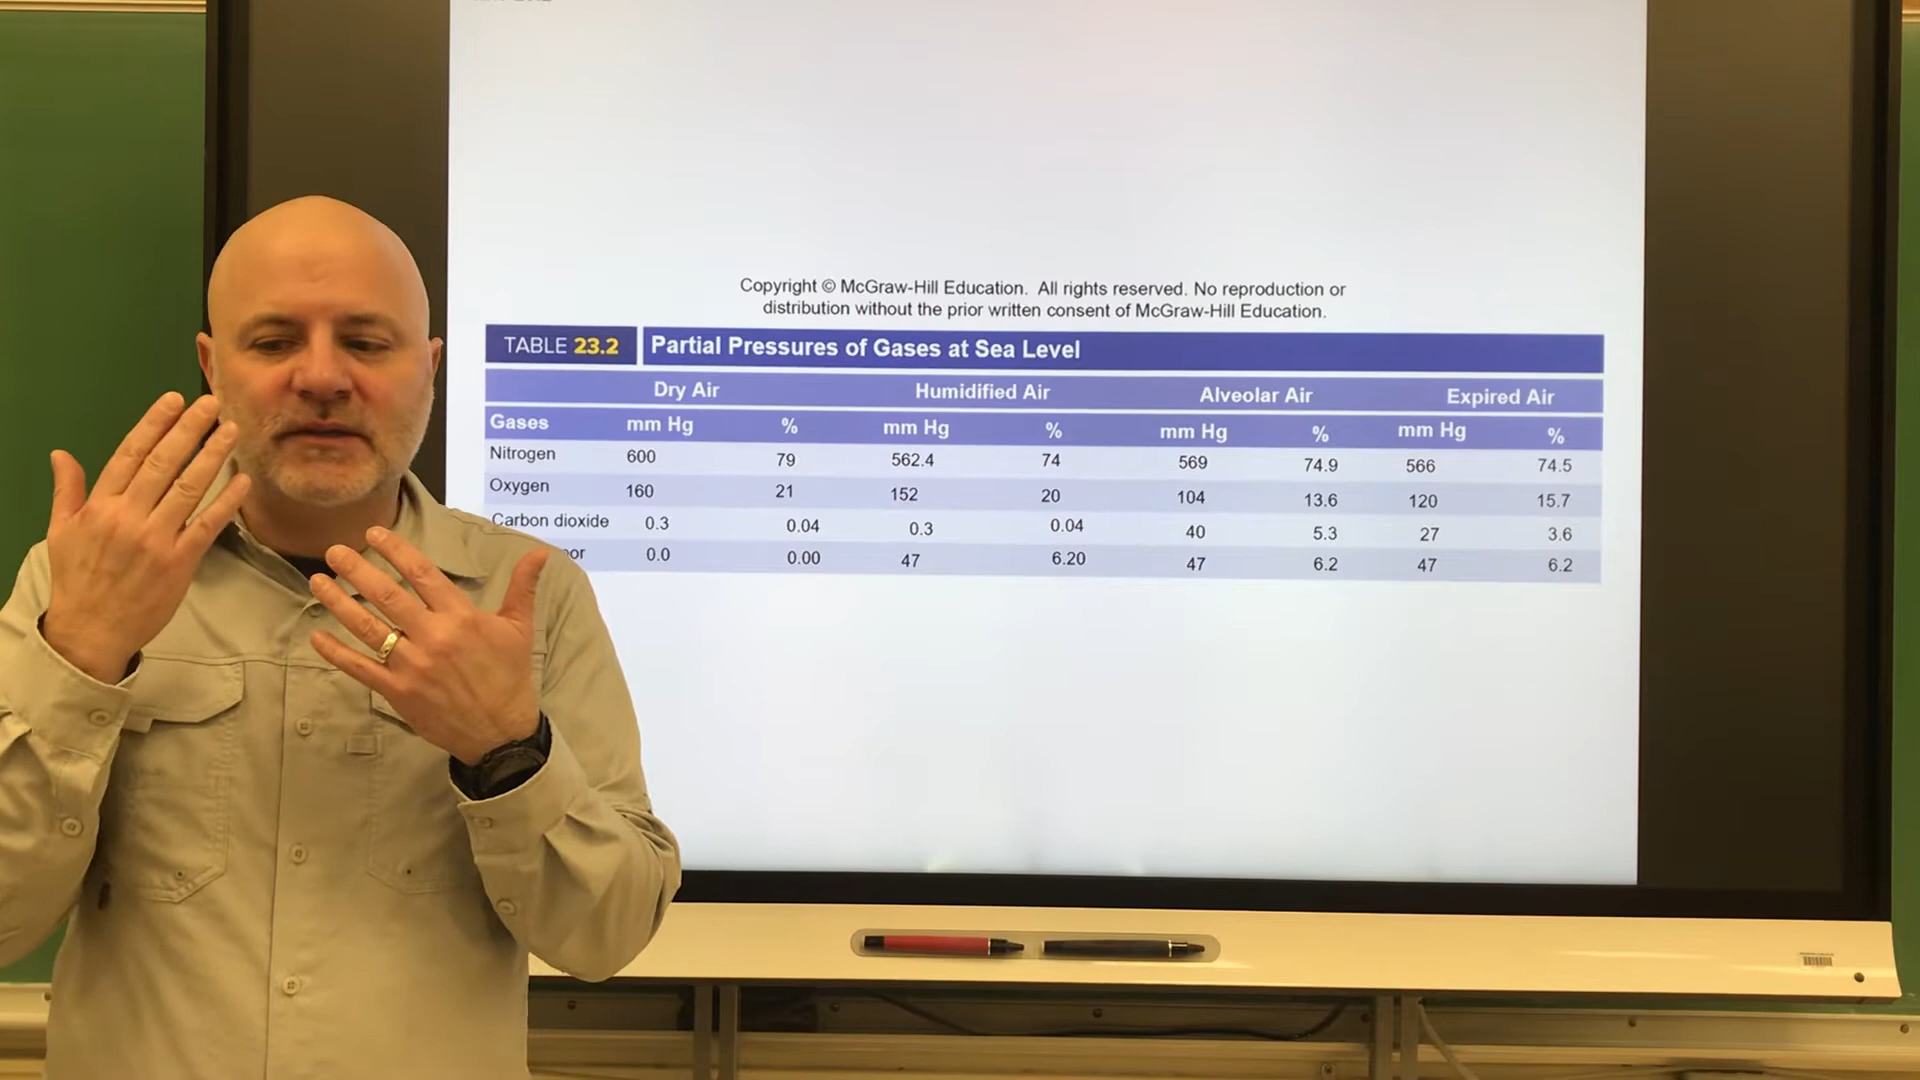 Copyright © McGraw-Hill Education. All rights reserved. No reproduction or
distribution without the prior written consent of McGraw-Hill Education.
TABLE 23.2 Partial Pressures of Gases at Sea Level
Dry Air Humidified Air Alveolar Air Expired Air
Gases mm Hg % mm Hg % mm Hg % mm Hg %
Nitrogen 600 79 562.4 74 569 74.9 566 74.5
Oxygen 160 21 152 20 104 13.6 120 15.7
Carbon dioxide 0.3 0.04 0.3 0.04 40 5.3 27 3.6
0.0 0.00 47 6.20 47 6.2 47 6.2